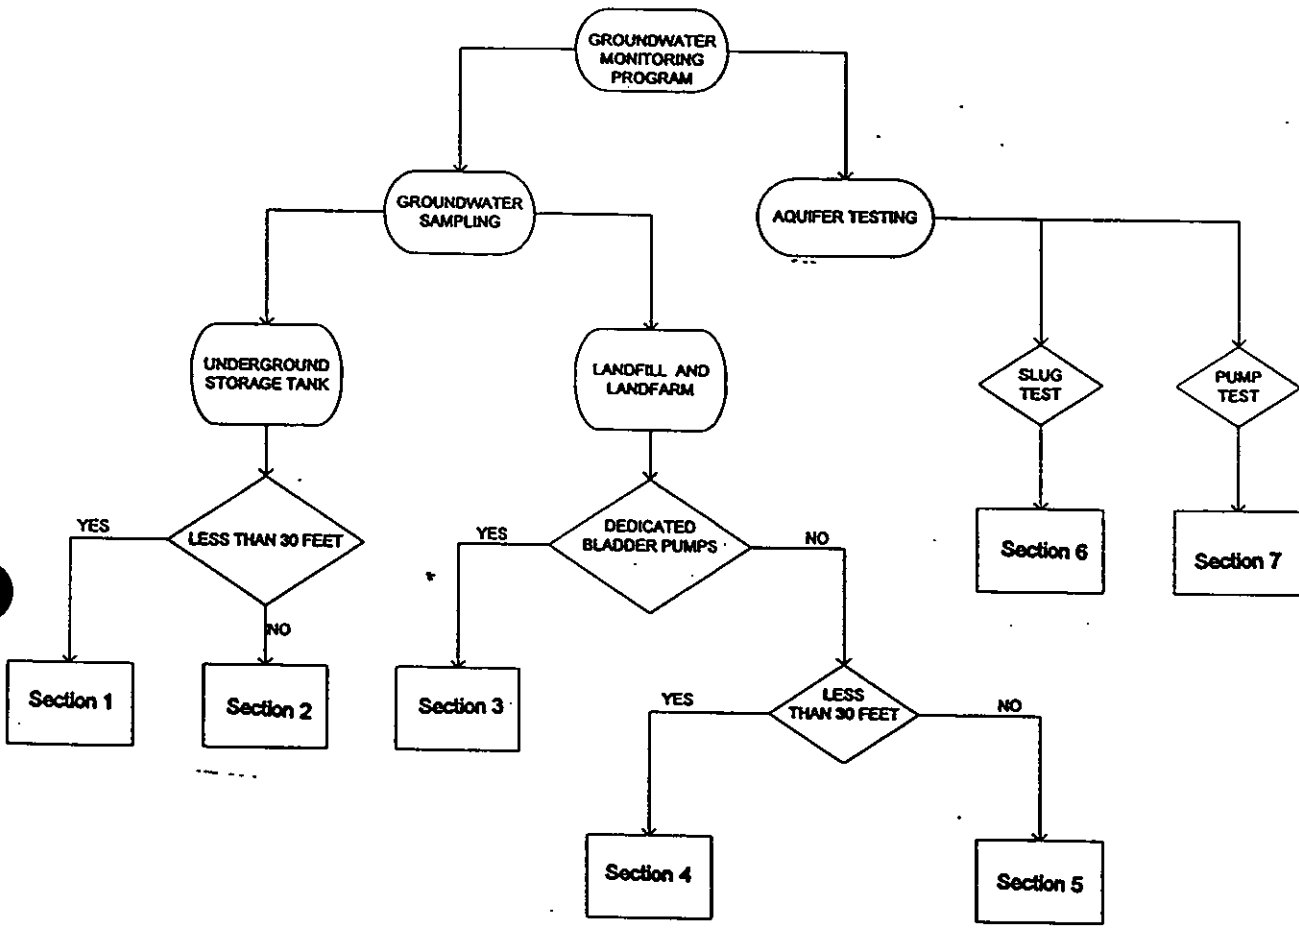 GROUNDWATER
MONITORING
PROGRAM
GROUNDWATER
SAMPLING
AQUIFER TESTING
UNDERGROUND
STORAGE TANK
LANDFILL AND
LANDFARM
SLUG
TEST
PUMP
TEST
YES
LESS THAN 30 FEET
NO
YES
DEDICATED
BLADDER PUMPS
NO
Section 6
Section 7
Section 1
Section 2
Section 3
YES
LESS
THAN 30 FEET
NO
Section 4
Section 5